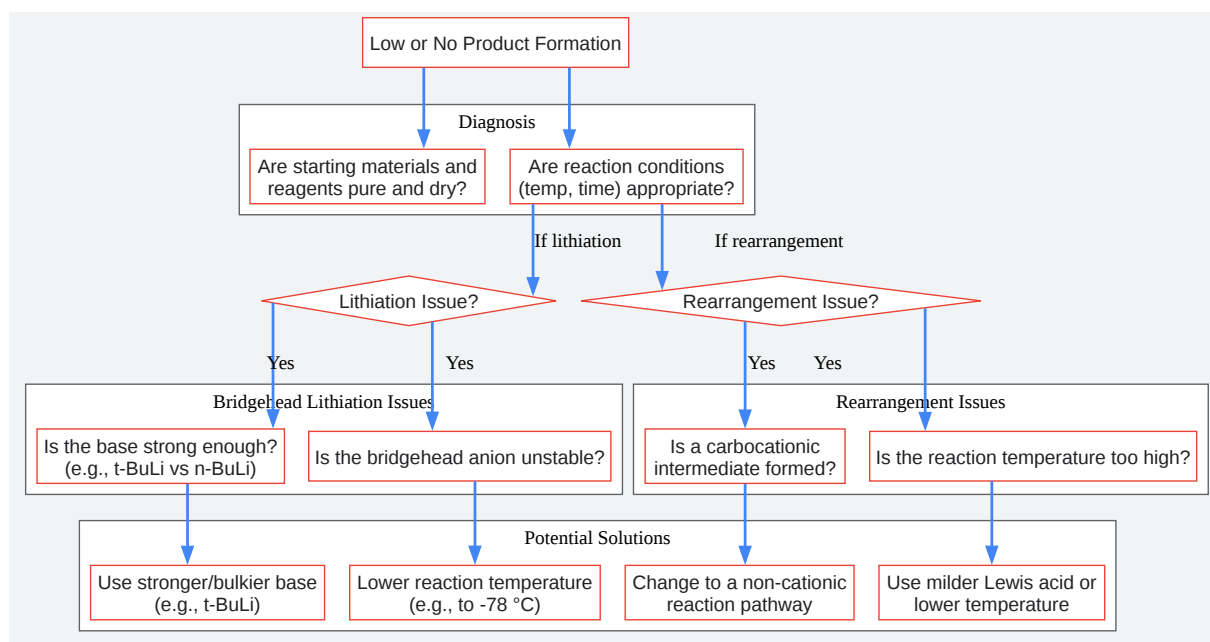 Low or No Product Formation
Diagnosis
Are starting materials and
reagents pure and dry?
Are reaction conditions
(temp, time) appropriate?
If lithiation
If rearrangement
Lithiation Issue?
Rearrangement Issue?
Yes
Yes
Yes
Yes
Bridgehead Lithiation Issues
Rearrangement Issues
Is the base strong enough?
(e.g., t-BuLi vs n-BuLi)
Is the bridgehead anion unstable?
Is a carbocationic
intermediate formed?
Is the reaction temperature too high?
Potential Solutions
Use stronger/bulkier base
(e.g., t-BuLi)
Lower reaction temperature
(e.g., to -78 °C)
Change to a non-cationic
reaction pathway
Use milder Lewis acid or
lower temperature